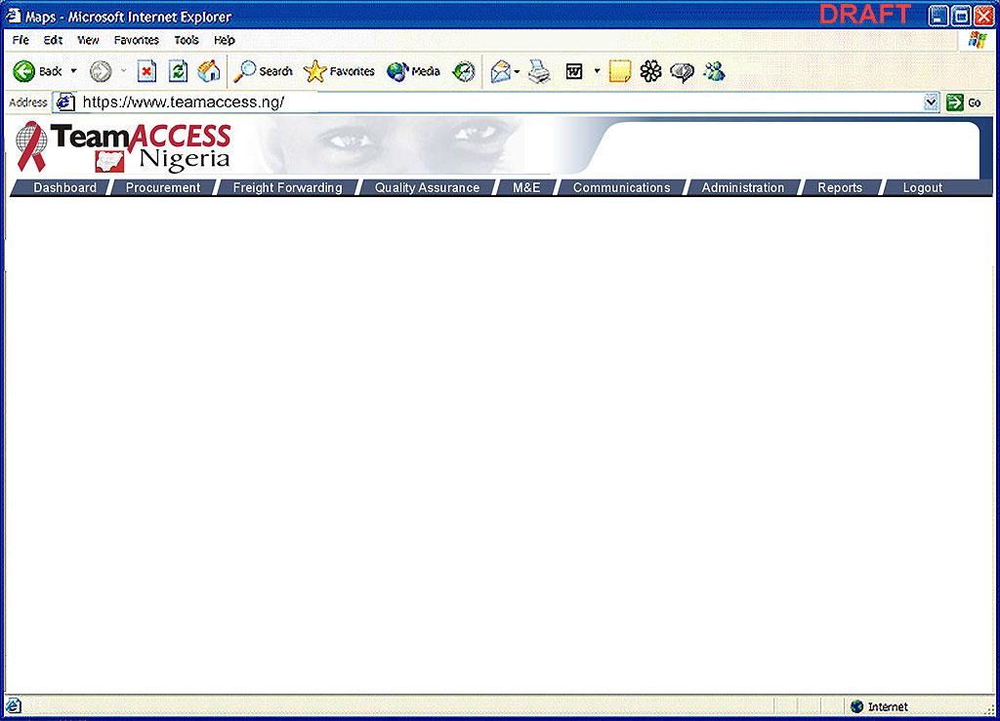 Maps - Microsoft Internet Explorer DRAFT
File Edit View Favorites Tools Help
Back Search Favorites Media W
Address https://www.teamaccess.ng/ Go
TeamACCESS
Nigeria
Dashboard Procurement Freight Forwarding Quality Assurance M&E Communications Administration Reports Logout
Internet